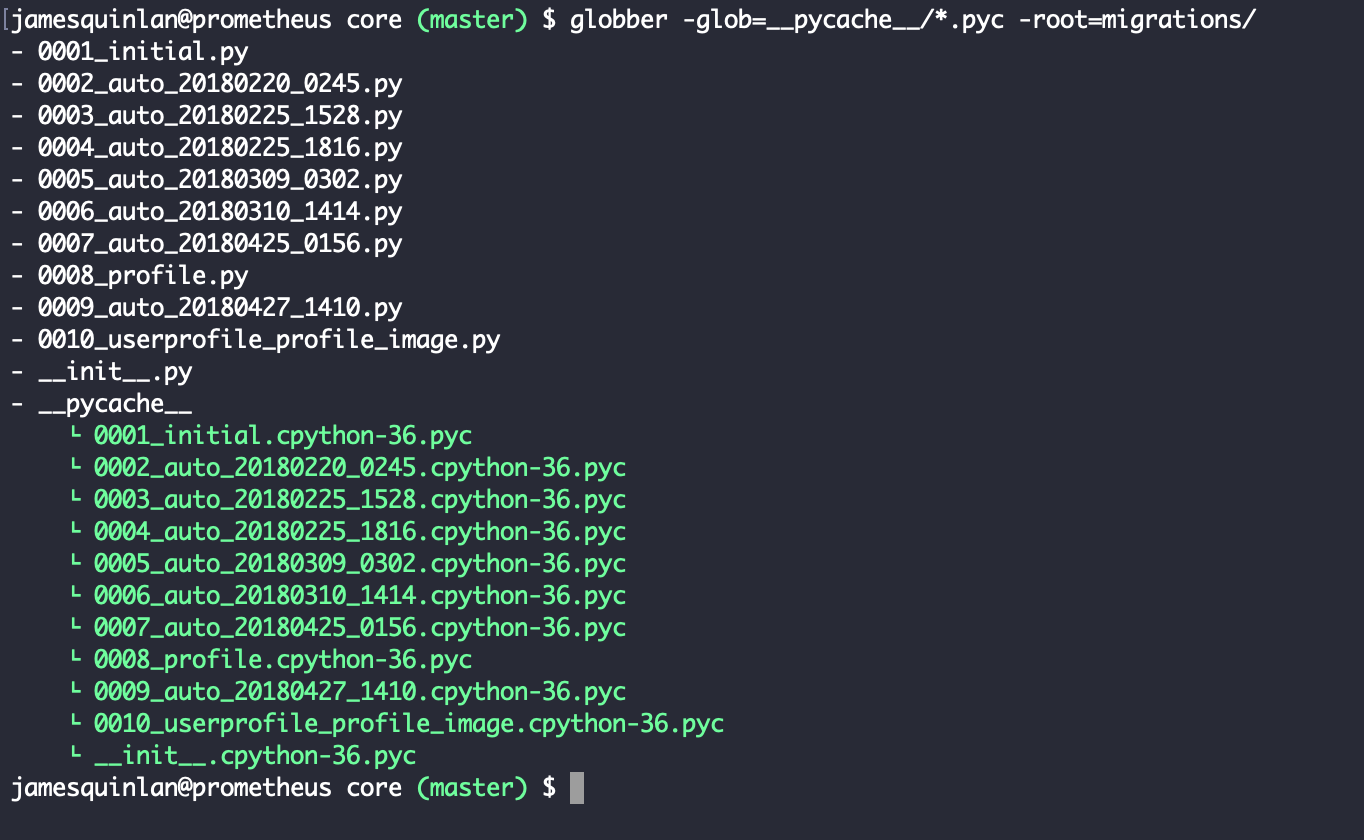 [jamesquinlan@prometheus core (master) $ globber -glob=__pycache__/*.pyc -root=migrations/
- 0001_initial.py
- 0002_auto_20180220_0245.py
- 0003_auto_20180225_1528.py
- 0004_auto_20180225_1816.py
- 0005_auto_20180309_0302.py
- 0006_auto_20180310_1414.py
- 0007_auto_20180425_0156.py
- 0008_profile.py
- 0009_auto_20180427_1410.py
- 0010_userprofile_profile_image.py
- __init__.py
- __pycache__
    └ 0001_initial.cpython-36.pyc
    └ 0002_auto_20180220_0245.cpython-36.pyc
    └ 0003_auto_20180225_1528.cpython-36.pyc
    └ 0004_auto_20180225_1816.cpython-36.pyc
    └ 0005_auto_20180309_0302.cpython-36.pyc
    └ 0006_auto_20180310_1414.cpython-36.pyc
    └ 0007_auto_20180425_0156.cpython-36.pyc
    └ 0008_profile.cpython-36.pyc
    └ 0009_auto_20180427_1410.cpython-36.pyc
    └ 0010_userprofile_profile_image.cpython-36.pyc
    └ __init__.cpython-36.pyc
jamesquinlan@prometheus core (master) $